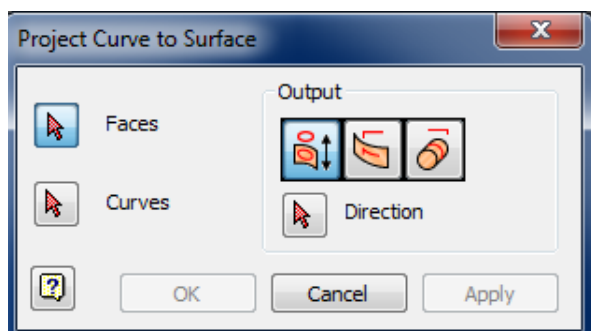 Project Curve to Surface
Faces
Output
Curves
Direction
?
OK
Cancel
Apply